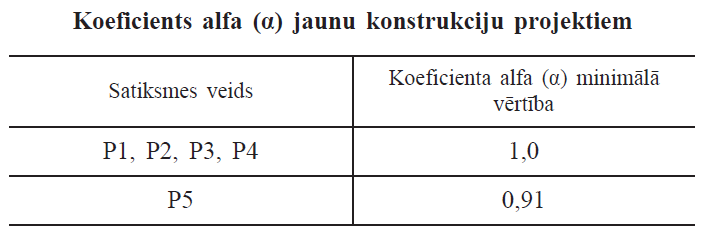 Koeficients alfa (α) jaunu konstrukciju projektiem
Satiksmes veids
Koeficienta alfa (α) minimālā
vērtība
P1, P2, P3, P4
1,0
P5
0,91